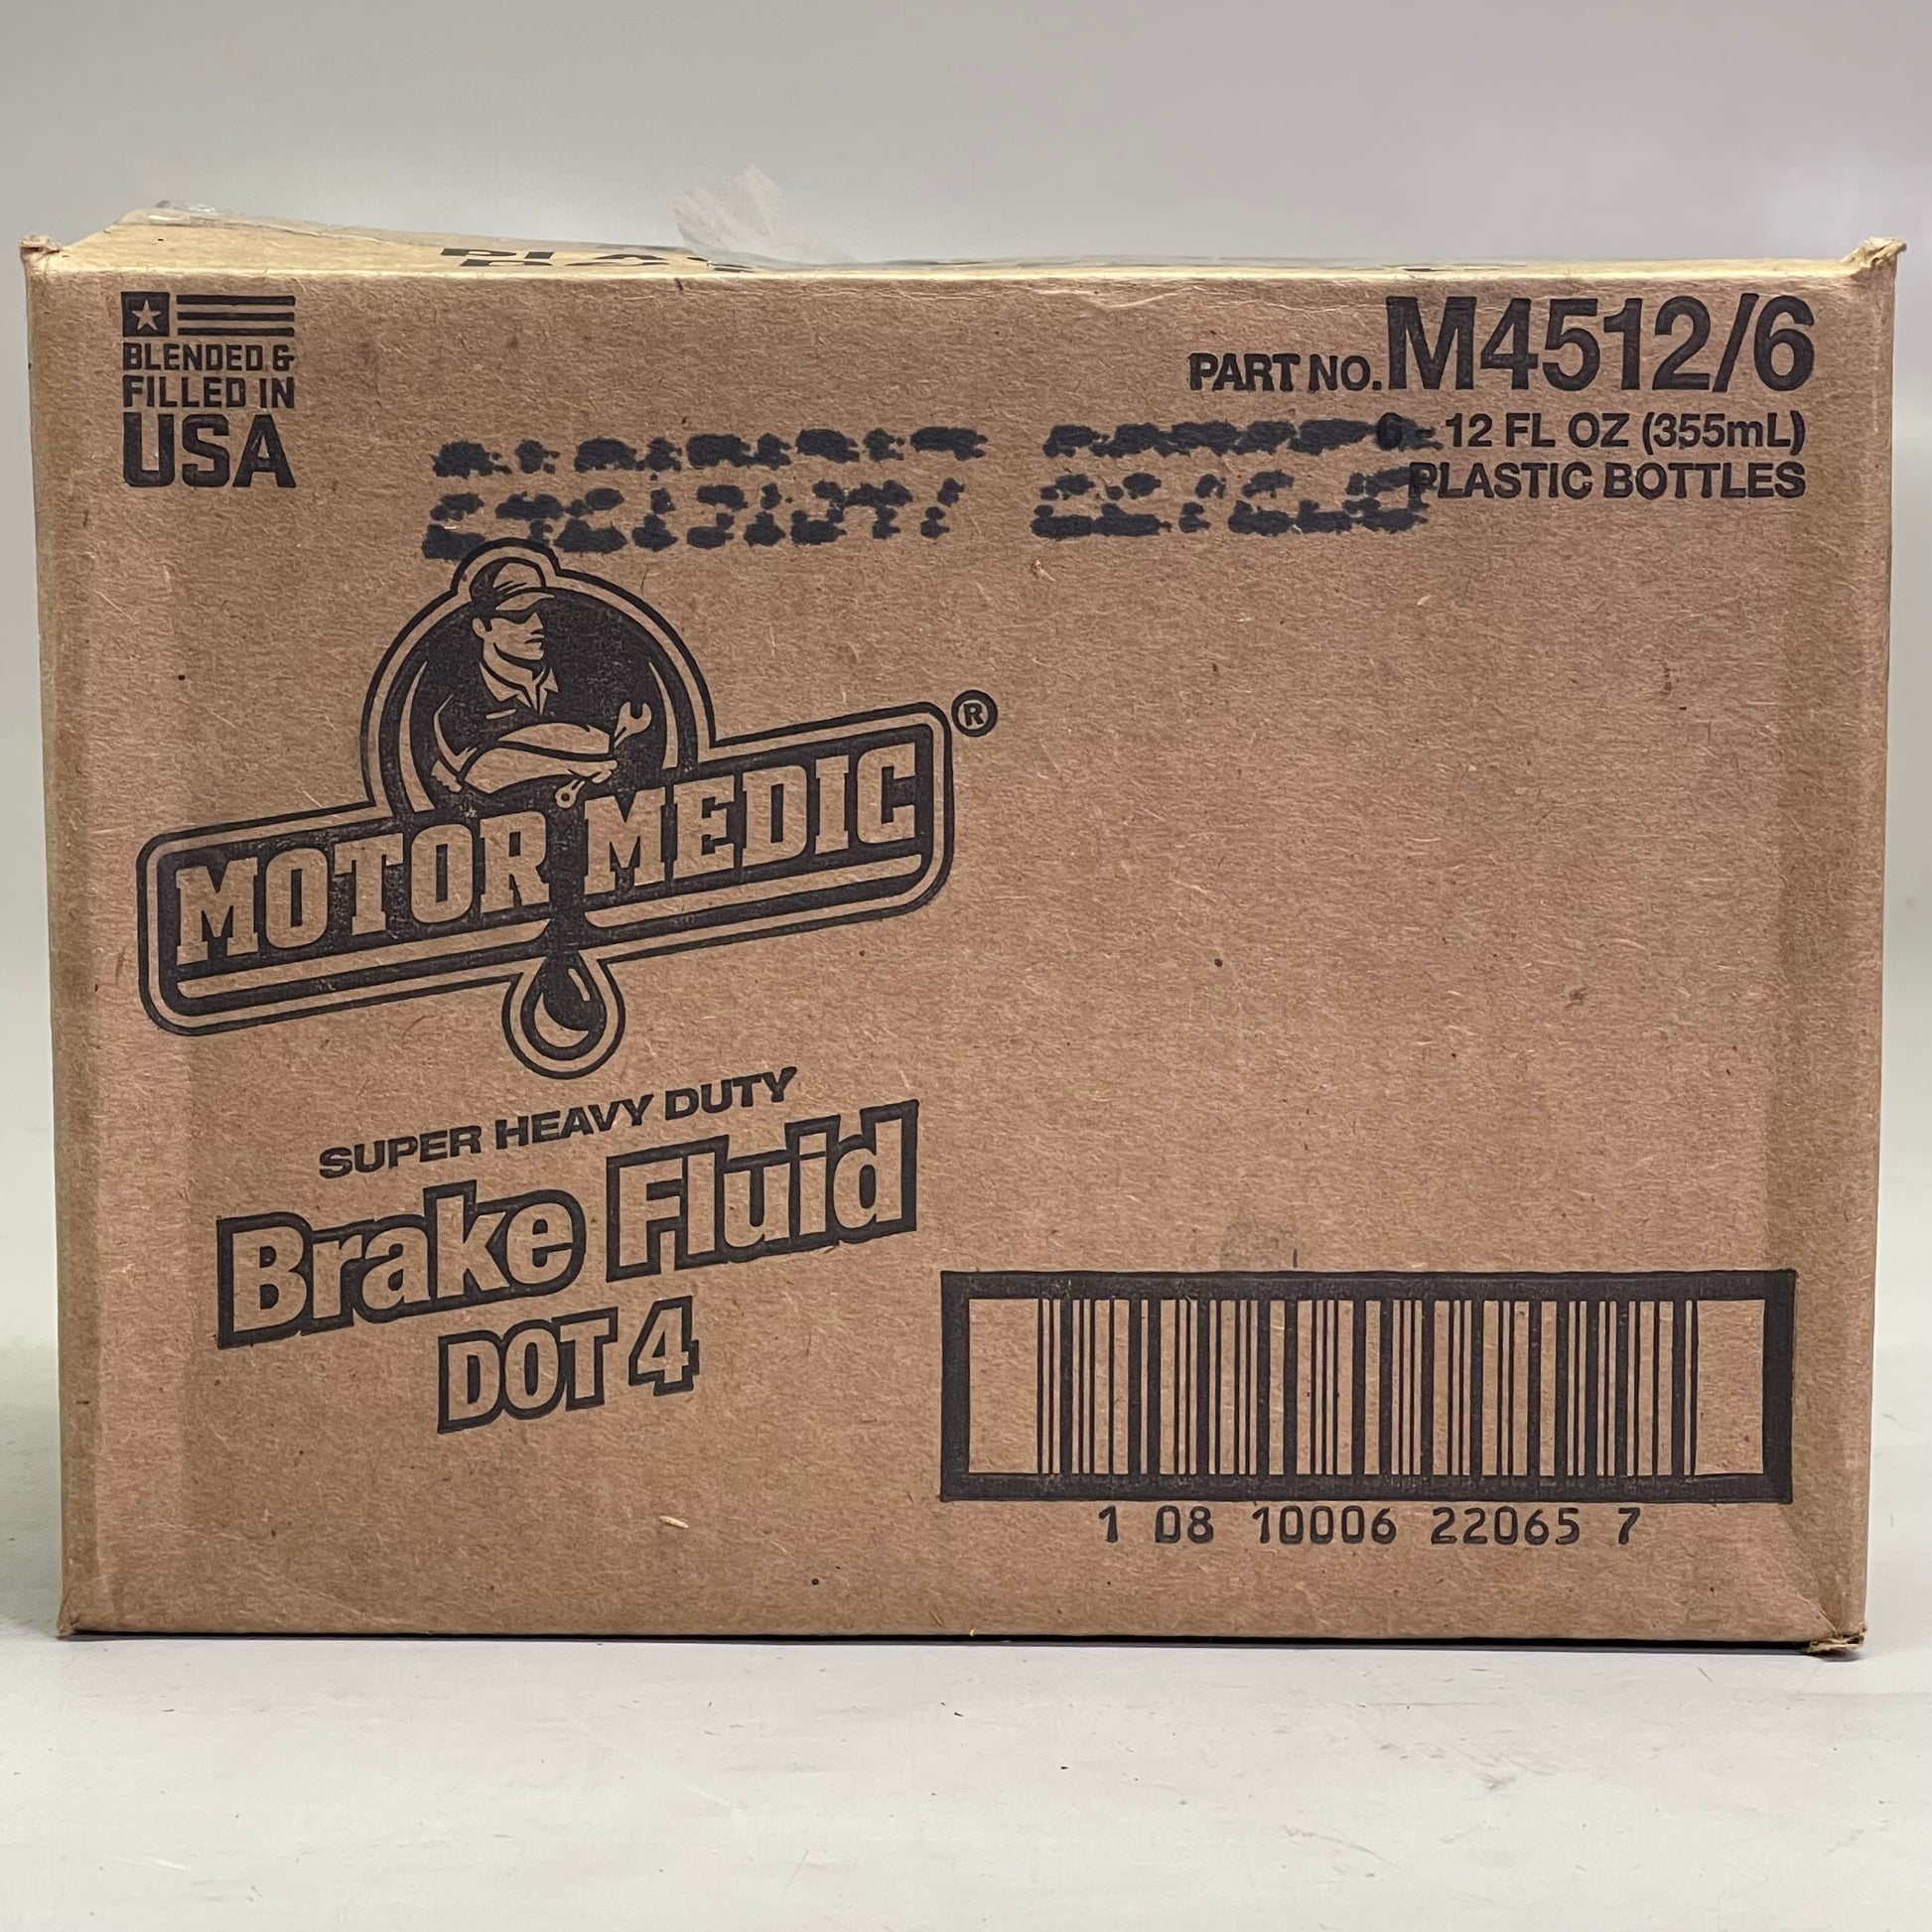 BLENDED &
FILLED IN
USA
PART NO. M4512/6
6 - 12 FL OZ (355mL)
PLASTIC BOTTLES
MOTOR MEDIC ®
SUPER HEAVY DUTY
Brake Fluid
DOT 4
1 08 10006 22065 7